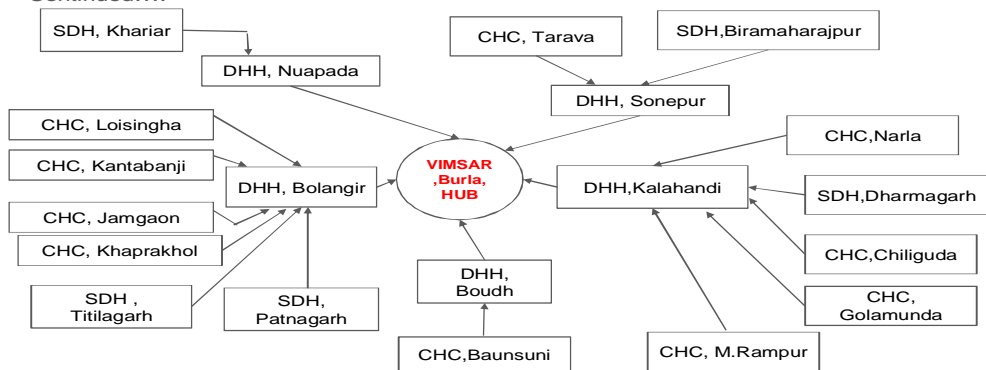 SDH, Khariar
CHC, Tarava
SDH,Biramaharajpur
DHH, Nuapada
DHH, Sonepur
CHC, Loisingha
CHC,Narla
CHC, Kantabanji
DHH, Bolangir
VIMSAR
,Burla,
HUB
DHH,Kalahandi
SDH,Dharmagarh
CHC, Jamgaon
CHC, Khaprakhol
CHC,Chiliguda
DHH,
Boudh
SDH ,
Titilagarh
SDH,
Patnagarh
CHC,
Golamunda
CHC,Baunsuni
CHC, M.Rampur